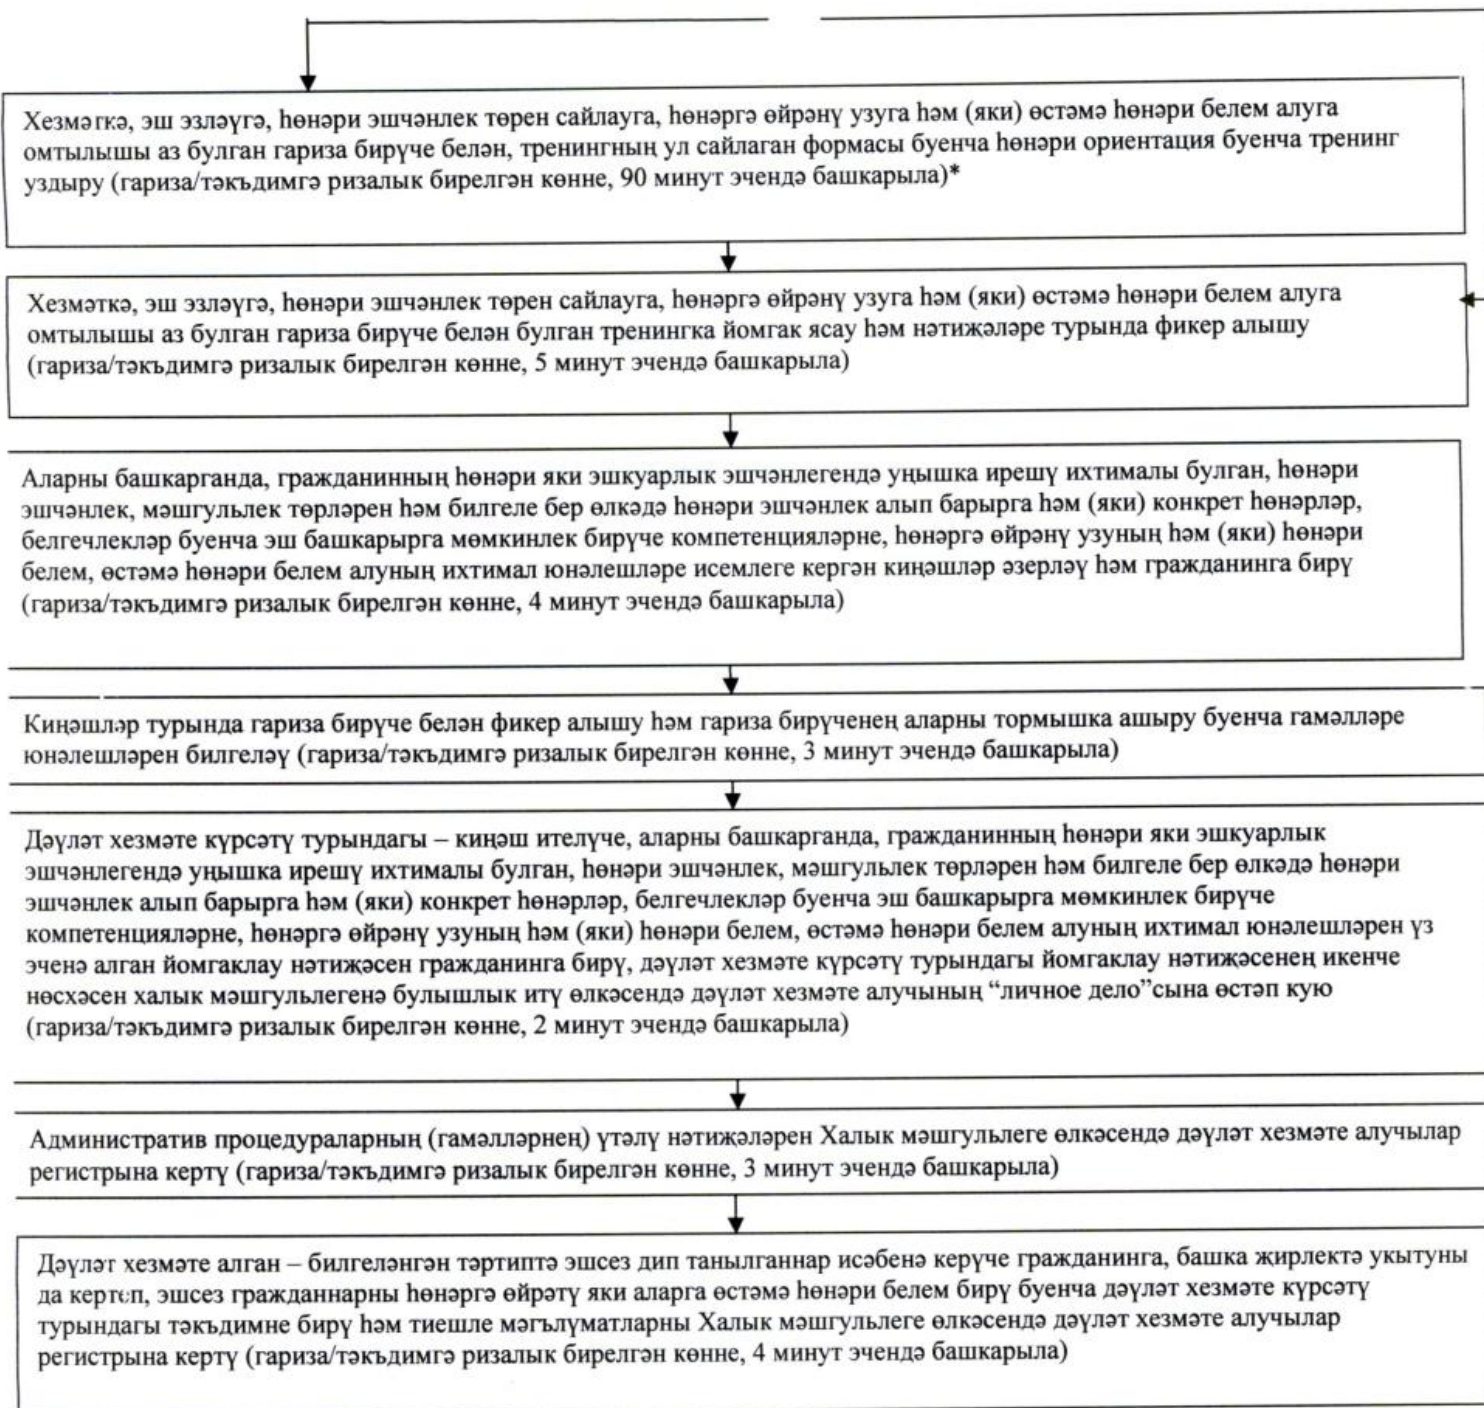 Хезмәткә, эш эзләүгә, һөнәри эшчәнлек төрен сайлауга, һөнәргә өйрәнү узуга һәм (яки) өстәмә һөнәри белем алуга
омтылышы аз булган гариза бирүче белән, тренингның ул сайлаган формасы буенча һөнәри ориентация буенча тренинг
уздыру (гариза/тәкъдимгә ризалык бирелгән көнне, 90 минут эчендә башкарыла)*
Хезмәткә, эш эзләүгә, һөнәри эшчәнлек төрен сайлауга, һөнәргә өйрәнү узуга һәм (яки) өстәмә һөнәри белем алуга
омтылышы аз булган гариза бирүче белән булган тренингка йомгак ясау һәм нәтиҗәләре турында фикер алышу
(гариза/тәкъдимгә ризалык бирелгән көнне, 5 минут эчендә башкарыла)
Аларны башкарганда, гражданинның һөнәри яки эшкуарлык эшчәнлегендә уңышка ирешү ихтималы булган, һөнәри
эшчәнлек, мәшгульлек төрләрен һәм билгеле бер өлкәдә һөнәри эшчәнлек алып барырга һәм (яки) конкрет һөнәрләр,
белгечлекләр буенча эш башкарырга мөмкинлек бирүче компетенцияләрне, һөнәргә өйрәнү узуның һәм (яки) һөнәри
белем, өстәмә һөнәри белем алуның ихтимал юнәлешләре исемлеге кергән киңәшләр әзерләү һәм гражданинга бирү
(гариза/тәкъдимгә ризалык бирелгән көнне, 4 минут эчендә башкарыла)
Киңәшләр турында гариза бирүче белән фикер алышу һәм гариза бирүченең аларны тормышка ашыру буенча гамәлләре
юнәлешләрен билгеләү (гариза/тәкъдимгә ризалык бирелгән көнне, 3 минут эчендә башкарыла)
Дәүләт хезмәте күрсәтү турындагы – киңәш ителүче, аларны башкарганда, гражданинның һөнәри яки эшкуарлык
эшчәнлегендә уңышка ирешү ихтималы булган, һөнәри эшчәнлек, мәшгульлек төрләрен һәм билгеле бер өлкәдә һөнәри
эшчәнлек алып барырга һәм (яки) конкрет һөнәрләр, белгечлекләр буенча эш башкарырга мөмкинлек бирүче
компетенцияләрне, һөнәргә өйрәнү узуның һәм (яки) һөнәри белем, өстәмә һөнәри белем алуның ихтимал юнәлешләрен үз
эченә алган йомгаклау нәтиҗәсен гражданинга бирү, дәүләт хезмәте күрсәтү турындагы йомгаклау нәтиҗәсенең икенче
нөсхәсен халык мәшгульлегенә булышлык итү өлкәсендә дәүләт хезмәте алучының “личное дело”сына өстәп кую
(гариза/тәкъдимгә ризалык бирелгән көнне, 2 минут эчендә башкарыла)
Административ процедураларның (гамәлләрнең) үтәлү нәтиҗәләрен Халык мәшгульлеге өлкәсендә дәүләт хезмәте алучылар
регистрына кертү (гариза/тәкъдимгә ризалык бирелгән көнне, 3 минут эчендә башкарыла)
Дәүләт хезмәте алган – билгеләнгән тәртиптә эшсез дип танылганнар исәбенә керүче гражданинга, башка җирлектә укытуны
да кертеп, эшсез гражданнарны һөнәргә өйрәтү яки аларга өстәмә һөнәри белем бирү буенча дәүләт хезмәте күрсәтү
турындагы тәкъдимне бирү һәм тиешле мәгълүматларны Халык мәшгульлеге өлкәсендә дәүләт хезмәте алучылар
регистрына кертү (гариза/тәкъдимгә ризалык бирелгән көнне, 4 минут эчендә башкарыла)